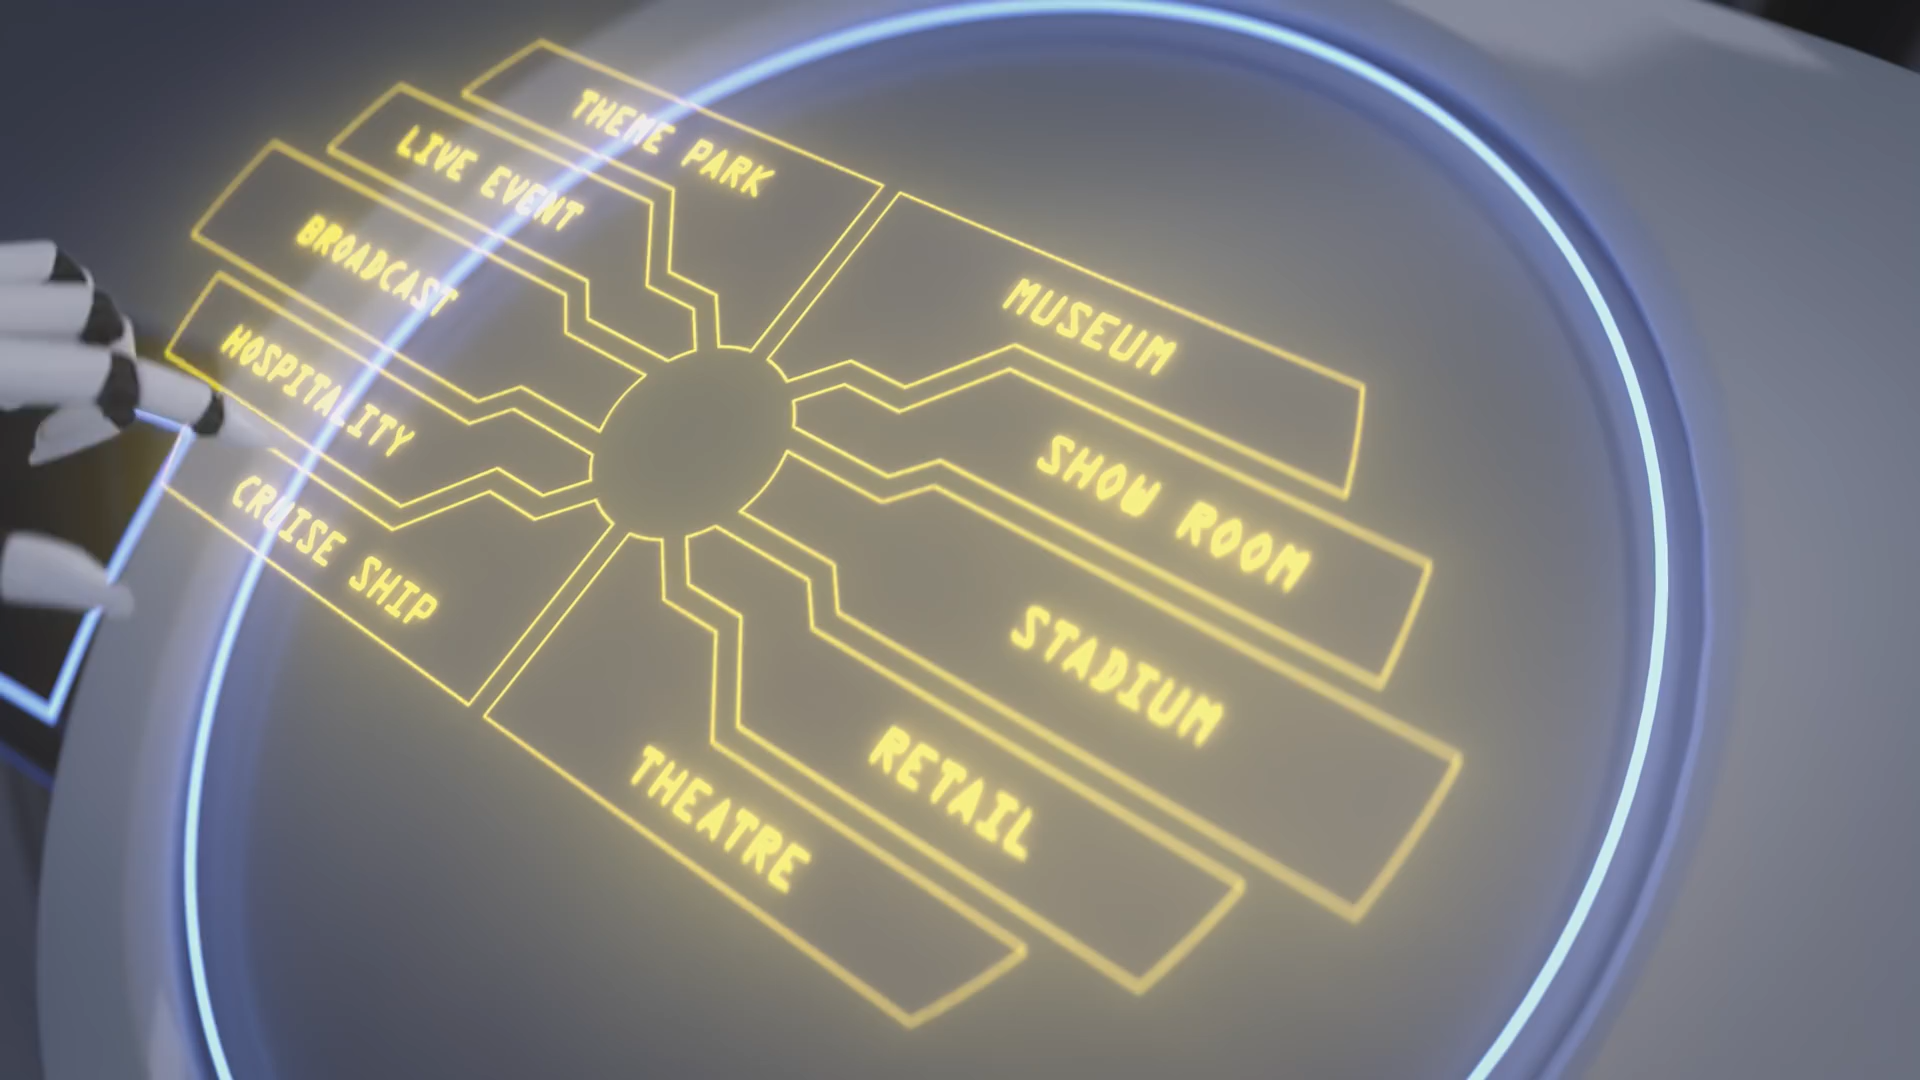 THEME PARK
LIVE EVENT
BROADCAST
HOSPITALITY
CRUISE SHIP
MUSEUM
SHOW ROOM
STADIUM
RETAIL
THEATRE